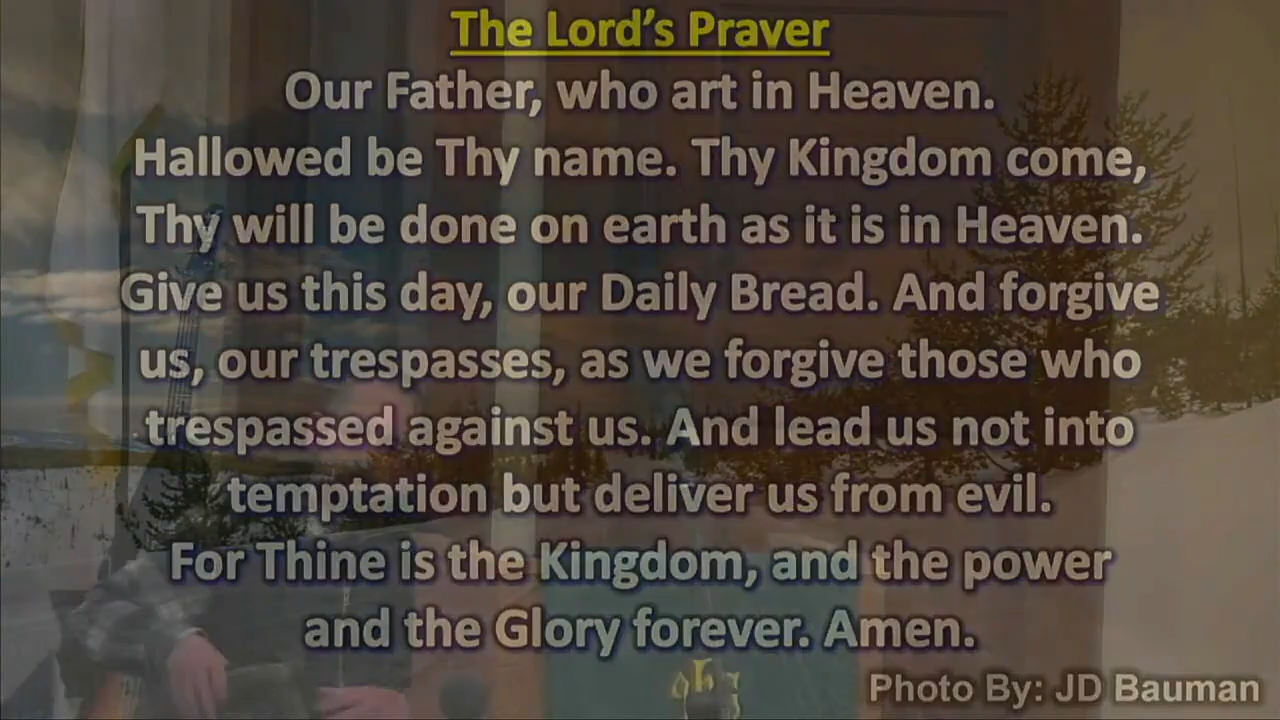 The Lord's Prayer
Our Father, who art in Heaven.
Hallowed be Thy name. Thy Kingdom come,
Thy will be done on earth as it is in Heaven.
Give us this day, our Daily Bread. And forgive
us, our trespasses, as we forgive those who
trespassed against us. And lead us not into
temptation but deliver us from evil.
For Thine is the Kingdom, and the power
and the Glory forever. Amen.
Photo By: JD Bauman